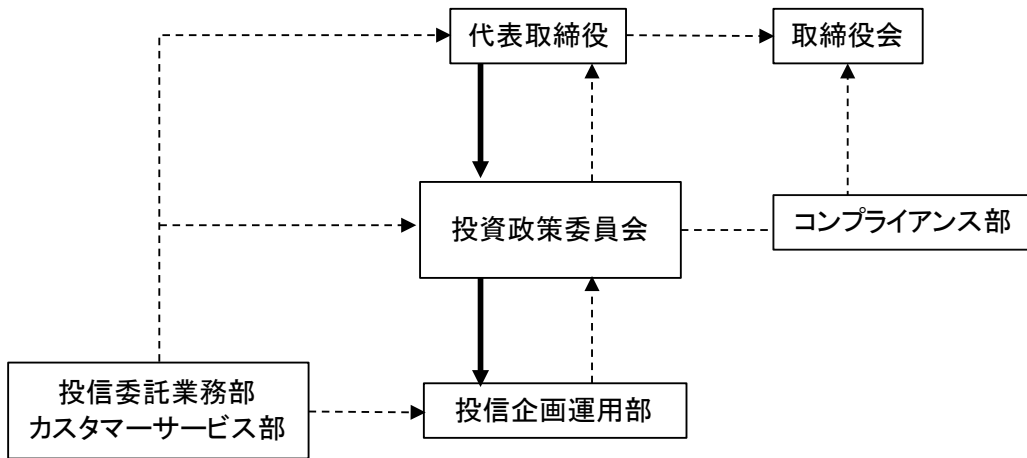 代表取締役
取締役会
投資政策委員会
コンプライアンス部
投信委託業務部
カスタマーサービス部
投信企画運用部